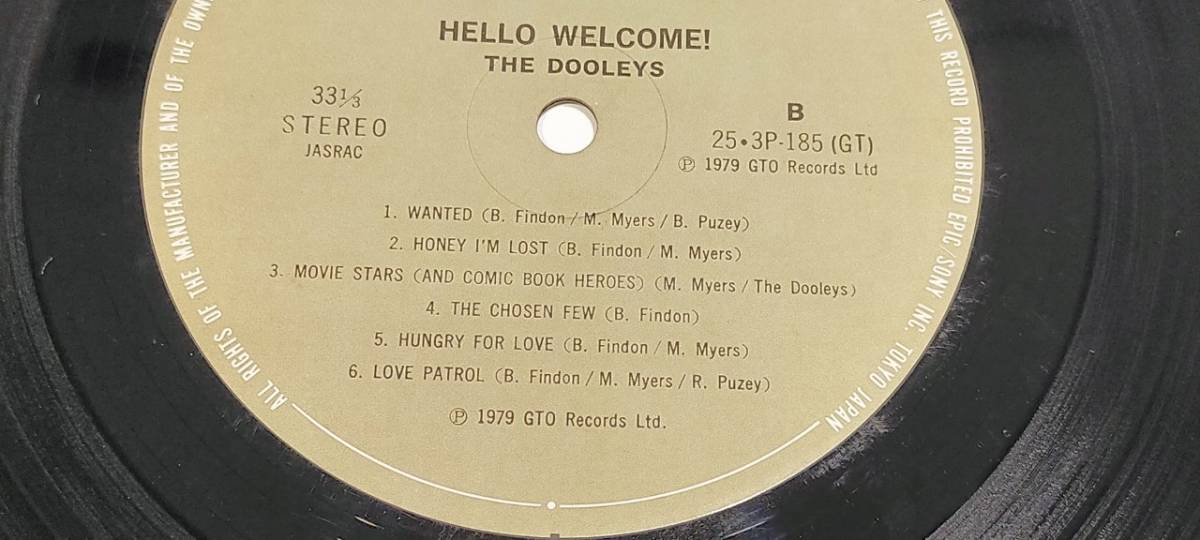 HELLO WELCOME!
THE DOOLEYS
33⅓
STEREO
JASRAC
B
25•3P-185 (GT)
Ⓟ 1979 GTO Records Ltd
1. WANTED (B. Findon / M. Myers / B. Puzey)
2. HONEY I'M LOST (B. Findon / M. Myers)
3. MOVIE STARS (AND COMIC BOOK HEROES) (M. Myers / The Dooleys)
4. THE CHOSEN FEW (B. Findon)
5. HUNGRY FOR LOVE (B. Findon / M. Myers)
6. LOVE PATROL (B. Findon / M. Myers / R. Puzey)
Ⓟ 1979 GTO Records Ltd.
ALL RIGHTS OF THE MANUFACTURER AND OF THE
THIS RECORD PROHIBITED EPIC/SONY INC. TOKYO JAPAN